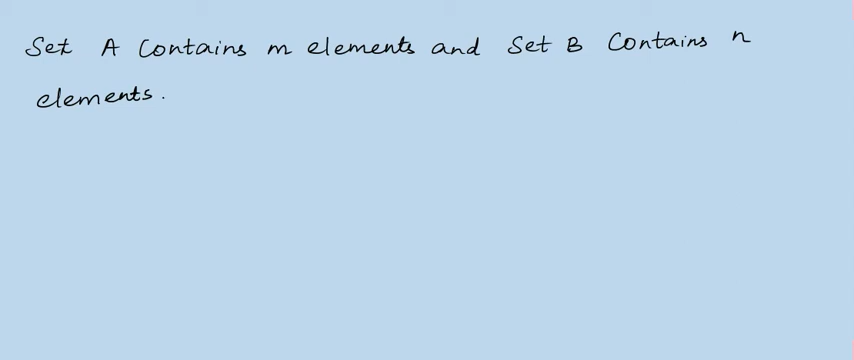 Set A Contains m elements and Set B Contains n
elements.